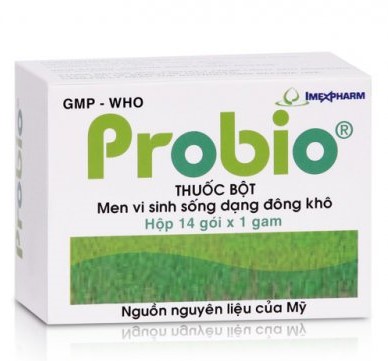 IMEXPHARM
GMP - WHO
Probio®
THUỐC BỘT
Men vi sinh sống dạng đông khô
Hộp 14 gói x 1 gam
Nguồn nguyên liệu của Mỹ